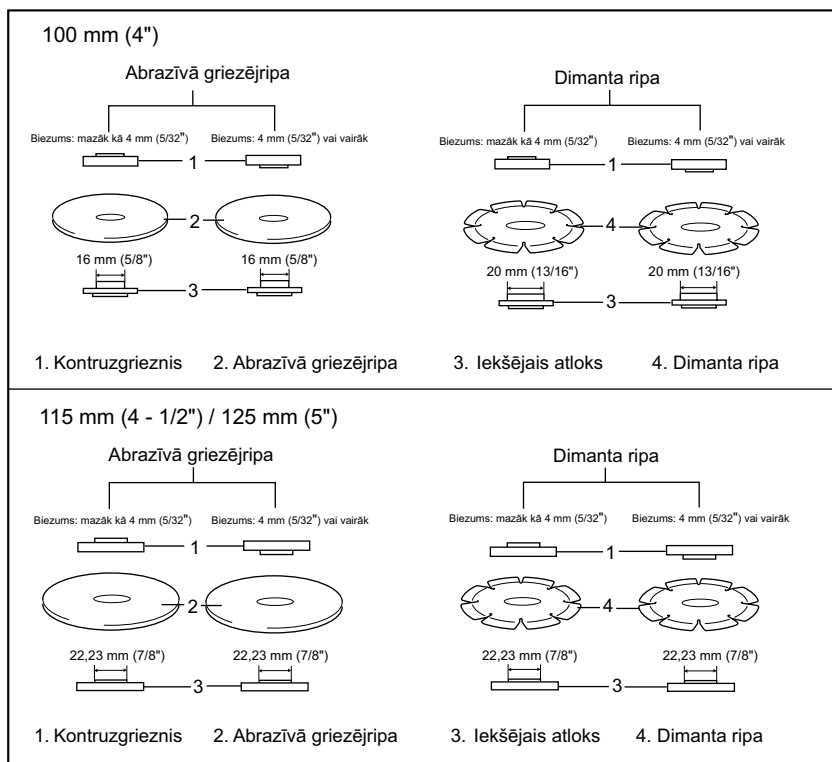 100 mm (4")
Abrazīvā griezējripa
Dimanta ripa
Biezums: mazāk kā 4 mm (5/32") Biezums: 4 mm (5/32") vai vairāk
Biezums: mazāk kā 4 mm (5/32") Biezums: 4 mm (5/32") vai vairāk
1
1
2
4
16 mm (5/8") 16 mm (5/8")
20 mm (13/16") 20 mm (13/16")
3
3
1. Kontruzgrieznis 2. Abrazīvā griezējripa 3. Iekšējais atloks 4. Dimanta ripa
115 mm (4 - 1/2") / 125 mm (5")
Abrazīvā griezējripa
Dimanta ripa
Biezums: mazāk kā 4 mm (5/32") Biezums: 4 mm (5/32") vai vairāk
Biezums: mazāk kā 4 mm (5/32") Biezums: 4 mm (5/32") vai vairāk
1
1
2
4
22,23 mm (7/8") 22,23 mm (7/8")
22,23 mm (7/8") 22,23 mm (7/8")
3
3
1. Kontruzgrieznis 2. Abrazīvā griezējripa 3. Iekšējais atloks 4. Dimanta ripa